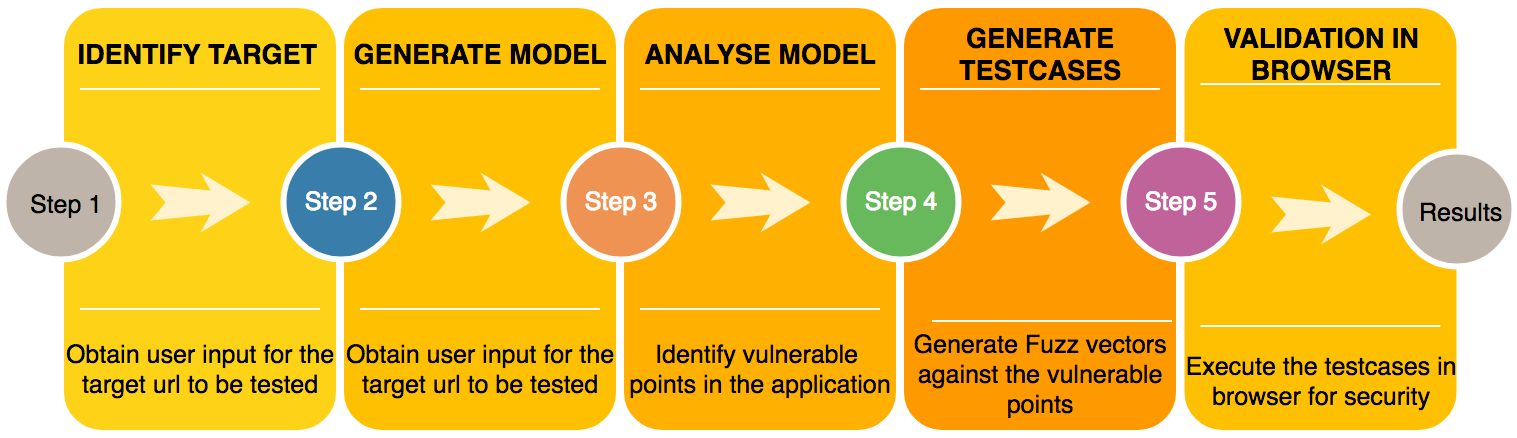 IDENTIFY TARGET
GENERATE MODEL
ANALYSE MODEL
GENERATE
TESTCASES
VALIDATION IN
BROWSER
Step 1
Step 2
Step 3
Step 4
Step 5
Results
Obtain user input for the
target url to be tested
Obtain user input for the
target url to be tested
Identify vulnerable
points in the application
Generate Fuzz vectors
against the vulnerable
points
Execute the testcases in
browser for security